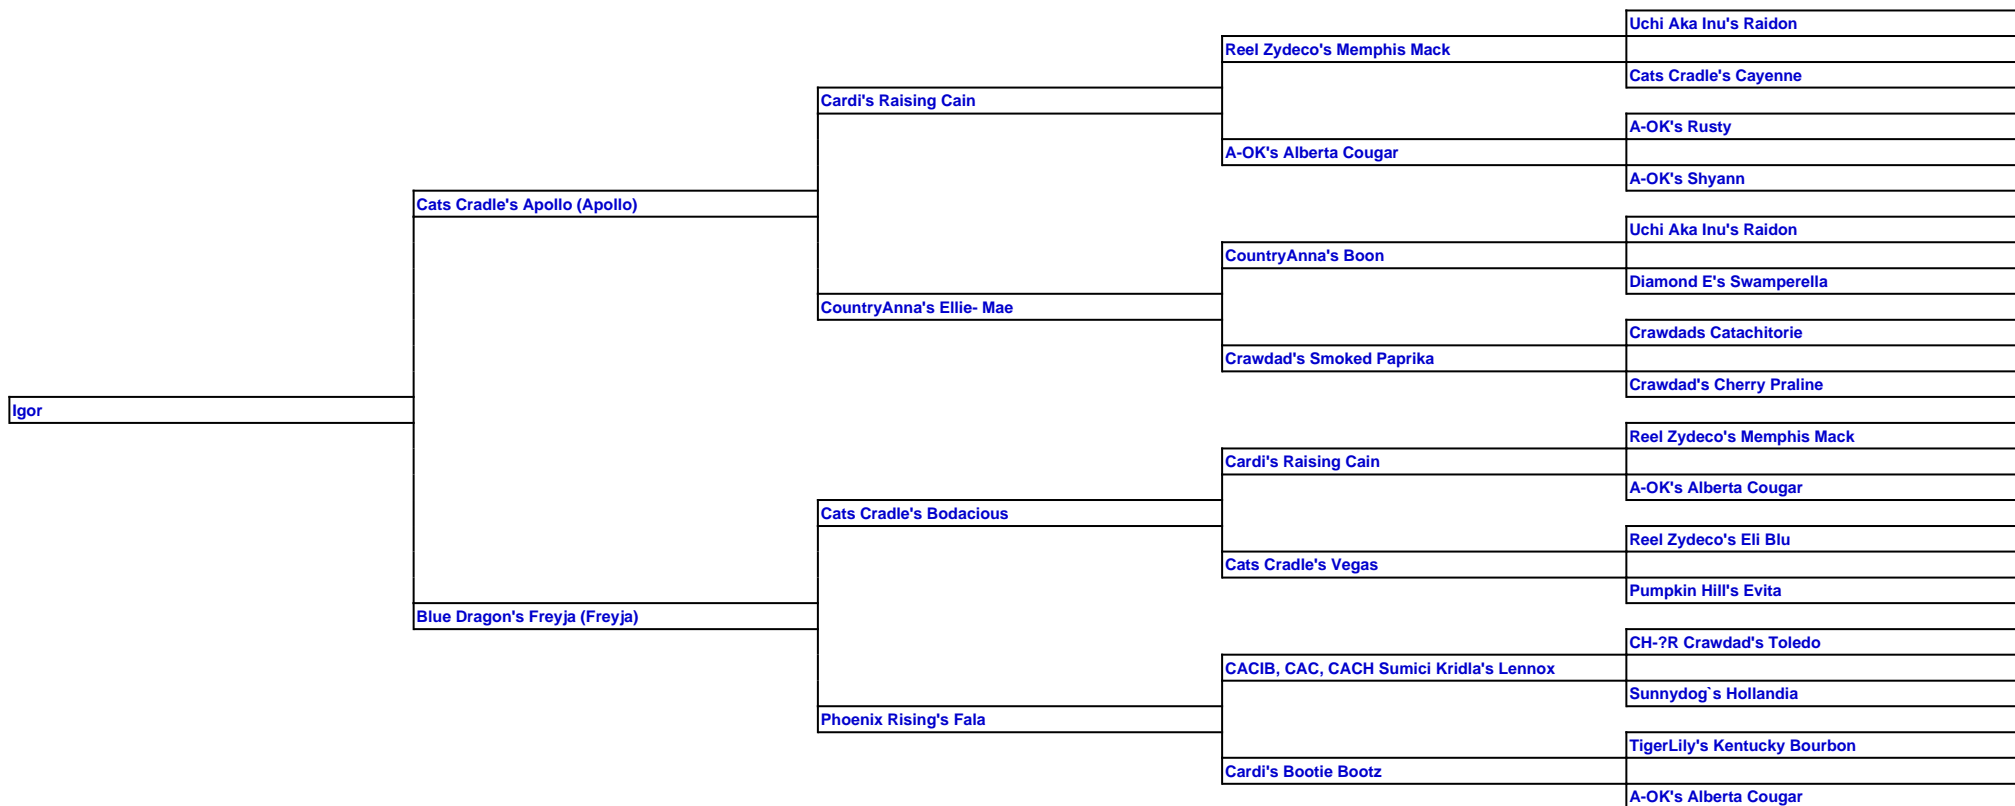 Uchi Aka Inu's Raidon
Reel Zydeco's Memphis Mack
Cats Cradle's Cayenne
Cardi's Raising Cain
A-OK's Rusty
A-OK's Alberta Cougar
A-OK's Shyann
Cats Cradle's Apollo (Apollo)
Uchi Aka Inu's Raidon
CountryAnna's Boon
Diamond E's Swamperella
CountryAnna's Ellie- Mae
Crawdads Catachitorie
Crawdad's Smoked Paprika
Crawdad's Cherry Praline
Igor
Reel Zydeco's Memphis Mack
Cardi's Raising Cain
A-OK's Alberta Cougar
Cats Cradle's Bodacious
Reel Zydeco's Eli Blu
Cats Cradle's Vegas
Pumpkin Hill's Evita
Blue Dragon's Freyja (Freyja)
CH-?R Crawdad's Toledo
CACIB, CAC, CACH Sumici Kridla's Lennox
Sunnydog`s Hollandia
Phoenix Rising's Fala
TigerLily's Kentucky Bourbon
Cardi's Bootie Bootz
A-OK's Alberta Cougar